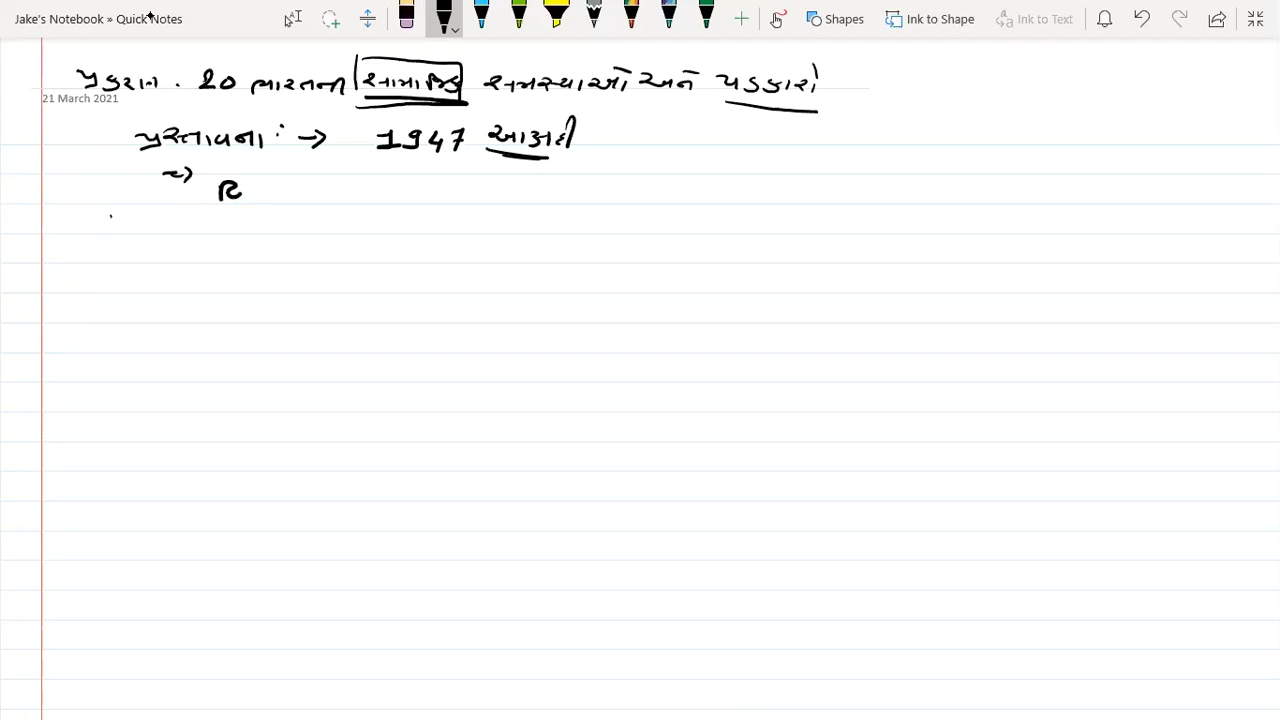 Jake's Notebook » Quick Notes
Shapes Ink to Shape Ink to Text
પ્રકરણ . 20 ભારતની સામાજિક સમસ્યાઓ અને પડકારો
21 March 2021
પ્રસ્તાવના :→ 1947 આઝાદી
⇒